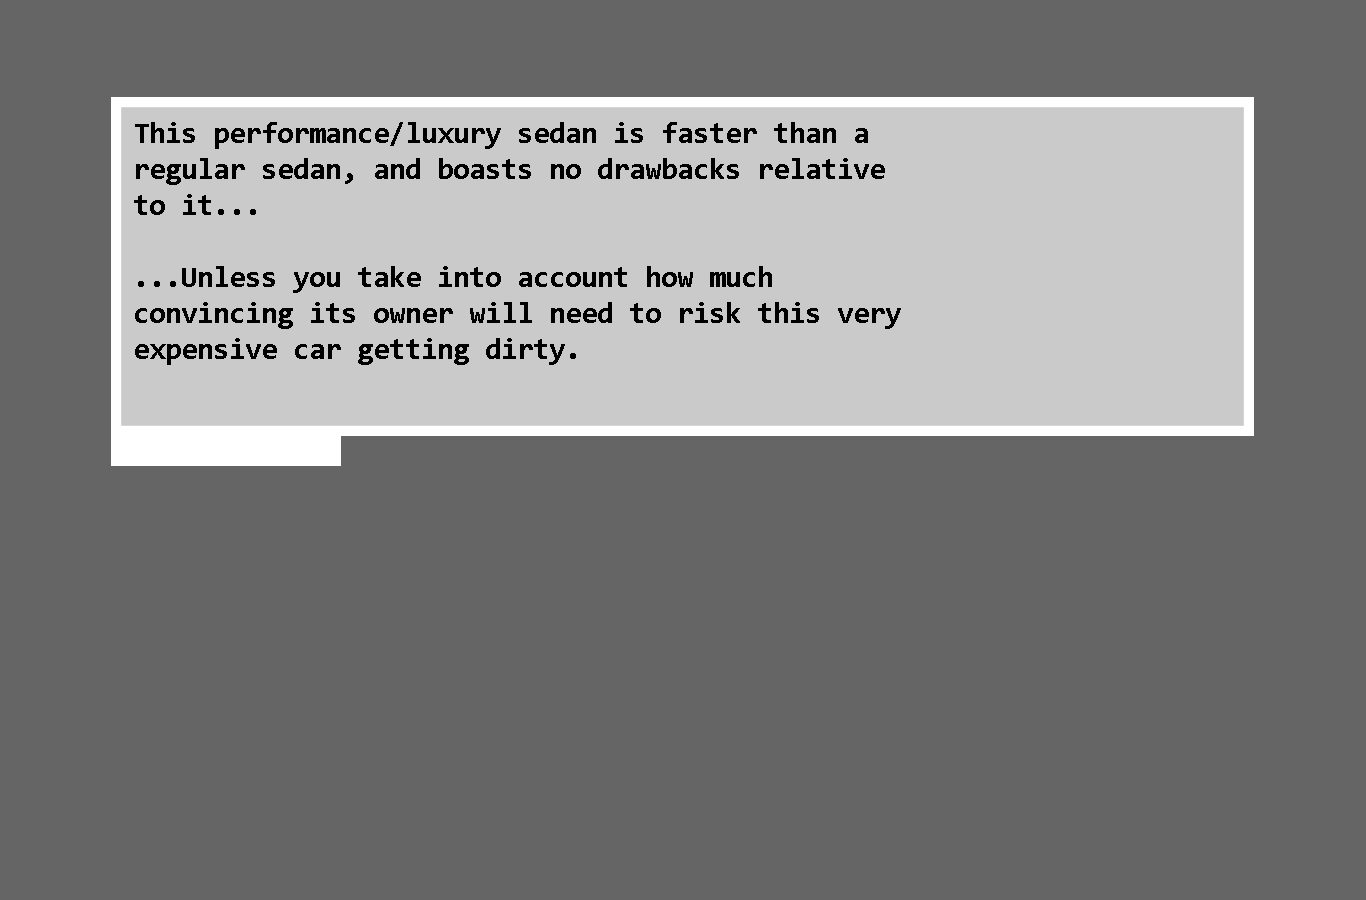 This performance/luxury sedan is faster than a
regular sedan, and boasts no drawbacks relative
to it...
...Unless you take into account how much
convincing its owner will need to risk this very
expensive car getting dirty.